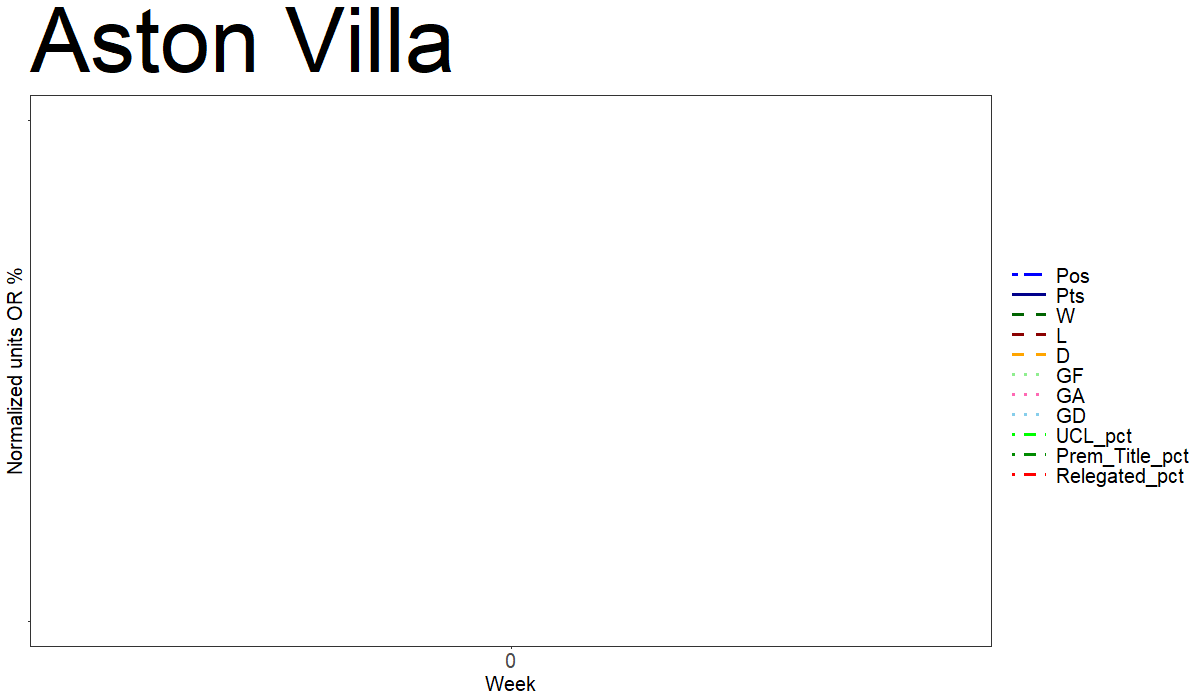 Aston Villa
Normalized units OR %
0
Week
Pos
Pts
W
L
D
GF
GA
GD
UCL_pct
Prem_Title_pct
Relegated_pct